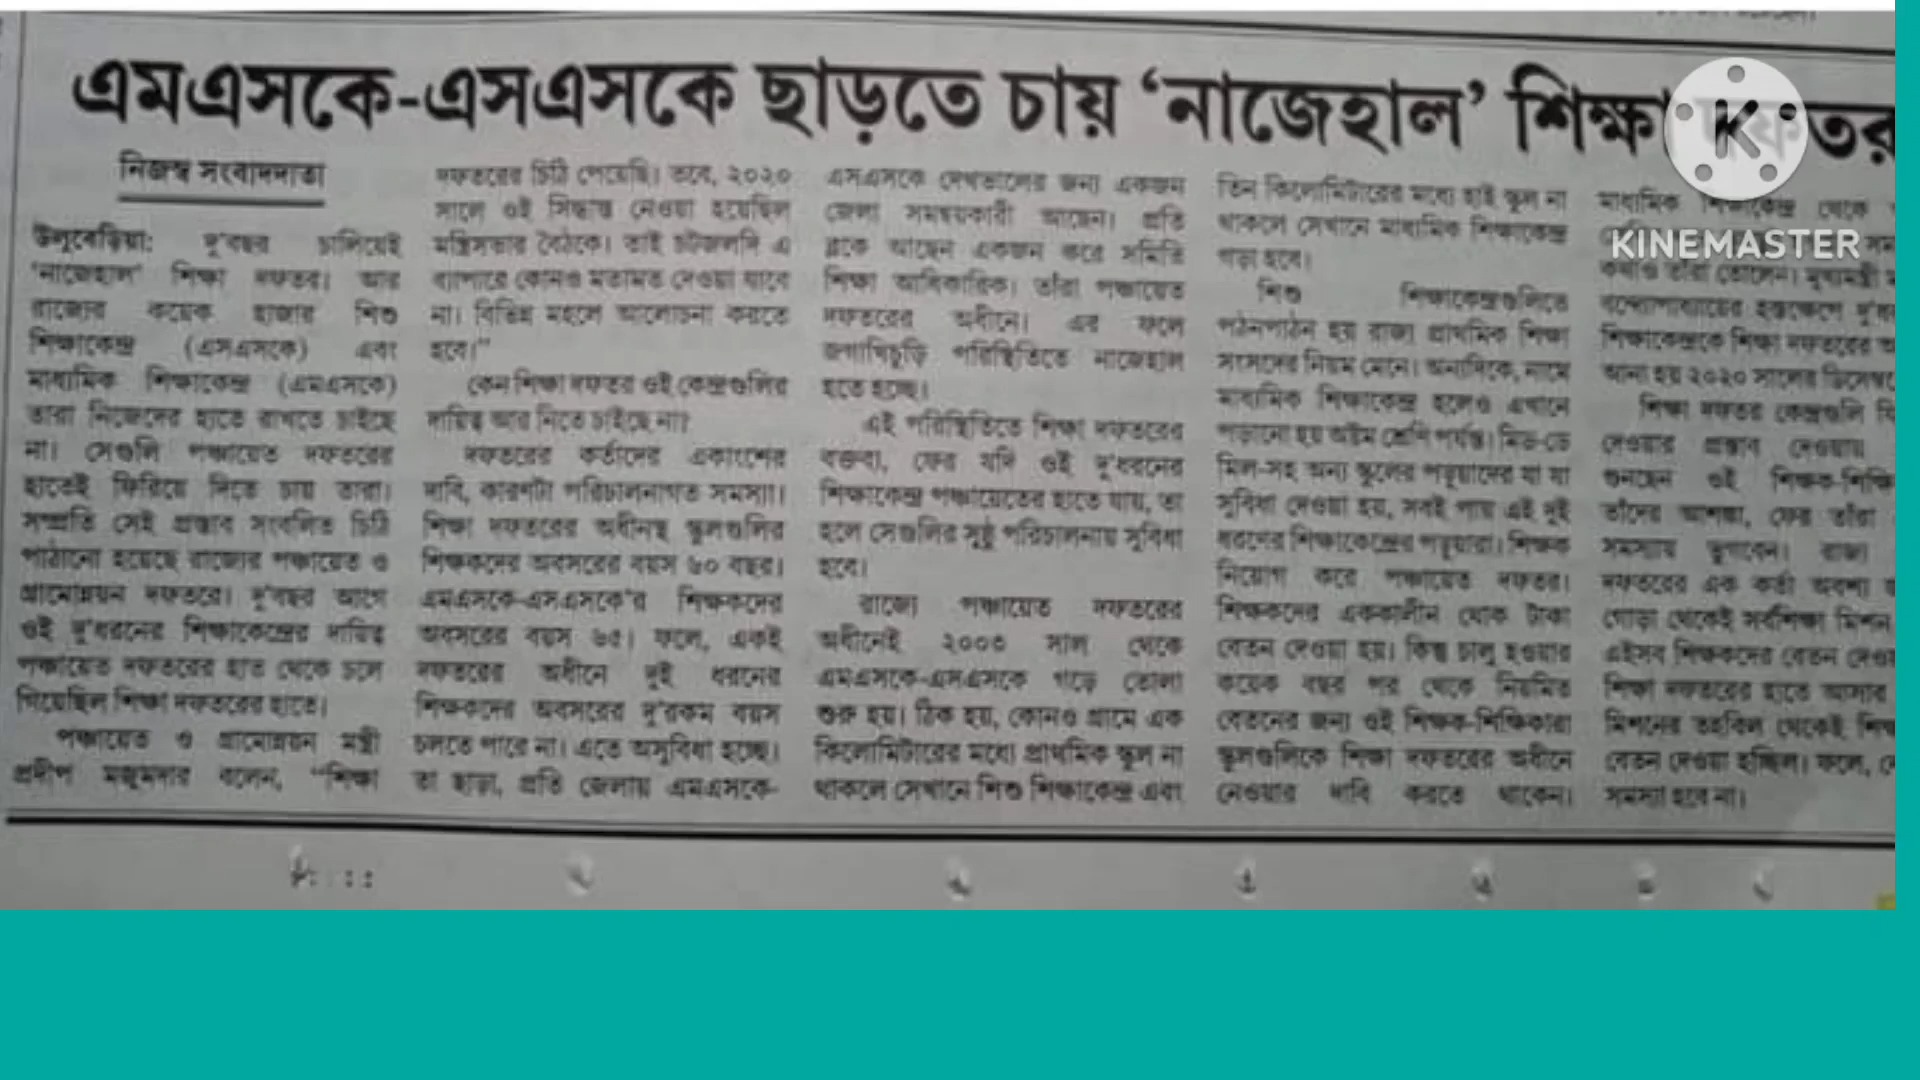 এমএসকে-এসএসকে ছাড়তে চায় ‘নাজেহাল’ শিক্ষা দফতর
নিজস্ব সংবাদদাতা
উলুবেড়িয়া: দু’বছর চালিয়েই
‘নাজেহাল’ শিক্ষা দফতর। আর
রাজ্যের কয়েক হাজার শিশু
শিক্ষাকেন্দ্র (এসএসকে) এবং
মাধ্যমিক শিক্ষাকেন্দ্র (এমএসকে)
তারা নিজেদের হাতে রাখতে চাইছে
না। সেগুলি পঞ্চায়েত দফতরের
হাতেই ফিরিয়ে দিতে চায় তারা।
সম্প্রতি সেই প্রস্তাব সংবলিত চিঠি
পাঠানো হয়েছে রাজ্যের পঞ্চায়েত ও
গ্রামোন্নয়ন দফতরে। দু’বছর আগে
ওই দু’ধরনের শিক্ষাকেন্দ্রের দায়িত্ব
পঞ্চায়েত দফতরের হাত থেকে চলে
গিয়েছিল শিক্ষা দফতরের হাতে।
পঞ্চায়েত ও গ্রামোন্নয়ন মন্ত্রী
প্রদীপ মজুমদার বলেন, “শিক্ষা
দফতরের চিঠি পেয়েছি। তবে, ২০২০
সালে ওই সিদ্ধান্ত নেওয়া হয়েছিল
মন্ত্রিসভার বৈঠকে। তাই চটজলদি এ
ব্যাপারে কোনও মতামত দেওয়া যাবে
না। বিভিন্ন মহলে আলোচনা করতে
হবে।”
কেন শিক্ষা দফতর ওই কেন্দ্রগুলির
দায়িত্ব আর নিতে চাইছে না?
দফতরের কর্তাদের একাংশের
দাবি, কারণটা পরিচালনাগত সমস্যা।
শিক্ষা দফতরের অধীনস্থ স্কুলগুলির
শিক্ষকদের অবসরের বয়স ৬০ বছর।
এমএসকে-এসএসকে’র শিক্ষকদের
অবসরের বয়স ৬৫। ফলে, একই
দফতরের অধীনে দুই ধরনের
শিক্ষকদের অবসরের দু’রকম বয়স
চলতে পারে না। এতে অসুবিধা হচ্ছে।
তা ছাড়া, প্রতি জেলায় এমএসকে-
এসএসকে দেখভালের জন্য একজন
জেলা সমন্বয়কারী আছেন। প্রতি
ব্লকে আছেন একজন করে সমিতি
শিক্ষা আধিকারিক। তাঁরা পঞ্চায়েত
দফতরের অধীনে। এর ফলে
জগাখিচুড়ি পরিস্থিতিতে নাজেহাল
হতে হচ্ছে।
এই পরিস্থিতিতে শিক্ষা দফতরের
বক্তব্য, ফের যদি ওই দু’ধরনের
শিক্ষাকেন্দ্র পঞ্চায়েতের হাতে যায়, তা
হলে সেগুলির সুষ্ঠু পরিচালনায় সুবিধা
হবে।
রাজ্যে পঞ্চায়েত দফতরের
অধীনেই ২০০৩ সাল থেকে
এমএসকে-এসএসকে গড়ে তোলা
শুরু হয়। ঠিক হয়, কোনও গ্রামে এক
কিলোমিটারের মধ্যে প্রাথমিক স্কুল না
থাকলে সেখানে শিশু শিক্ষাকেন্দ্র এবং
তিন কিলোমিটারের মধ্যে হাই স্কুল না
থাকলে সেখানে মাধ্যমিক শিক্ষাকেন্দ্র
গড়া হবে।
শিশু শিক্ষাকেন্দ্রগুলিতে
পঠনপাঠন হয় রাজ্য প্রাথমিক শিক্ষা
সংসদের নিয়ম মেনে। অন্যদিকে, নামে
মাধ্যমিক শিক্ষাকেন্দ্র হলেও এখানে
পড়ানো হয় অষ্টম শ্রেণি পর্যন্ত। মিড-ডে
মিল-সহ অন্য স্কুলের পড়ুয়াদের যা যা
সুবিধা দেওয়া হয়, সবই পায় এই দুই
ধরণের শিক্ষাকেন্দ্রের পড়ুয়ারা। শিক্ষক
নিয়োগ করে পঞ্চায়েত দফতর।
শিক্ষকদের এককালীন থোক টাকা
বেতন দেওয়া হয়। কিন্তু চালু হওয়ার
কয়েক বছর পর থেকে নিয়মিত
বেতনের জন্য ওই শিক্ষক-শিক্ষিকারা
স্কুলগুলিকে শিক্ষা দফতরের অধীনে
নেওয়ার দাবি করতে থাকেন।
মাধ্যমিক শিক্ষাকেন্দ্র থেকে
কথাও তাঁরা তোলেন। মুখ্যমন্ত্রী
বন্দ্যোপাধ্যায়ের হস্তক্ষেপে
শিক্ষাকেন্দ্রকে শিক্ষা দফতরের
আনা হয় ২০২০ সালের
শিক্ষা দফতর কেন্দ্রগুলি
দেওয়ার প্রস্তাব দেওয়ায়
গুনছেন ওই
তাঁদের আশঙ্কা, ফের তাঁরা
সমস্যায় ভুগবেন। রাজ্য
দফতরের এক কর্তা অবশ্য
গোড়া থেকেই সর্বশিক্ষা মিশন
এইসব শিক্ষকদের বেতন
শিক্ষা দফতরের হাতে আসার
মিশনের তহবিল থেকেই
বেতন দেওয়া হচ্ছিল। ফলে,
সমস্যা হবে না।
KINEMASTER